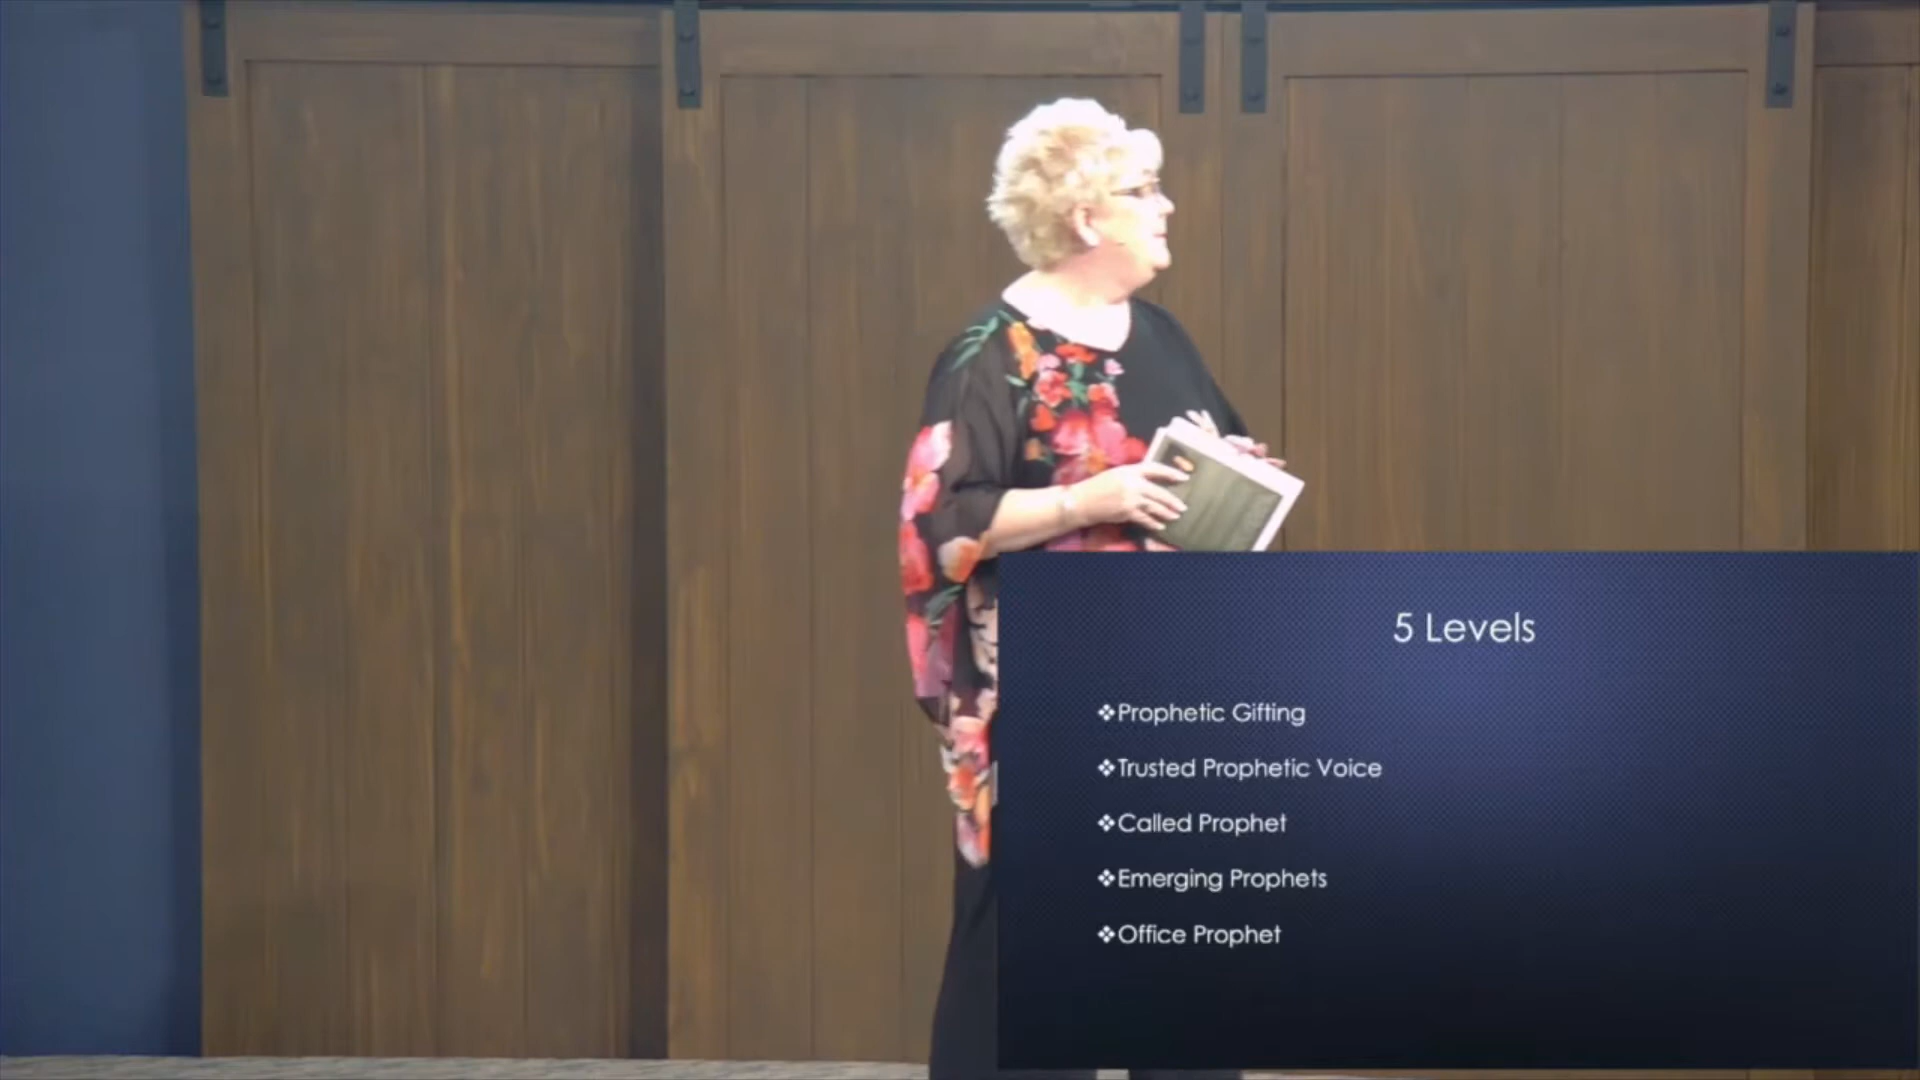 5 Levels
❖Prophetic Gifting
❖Trusted Prophetic Voice
❖Called Prophet
❖Emerging Prophets
❖Office Prophet